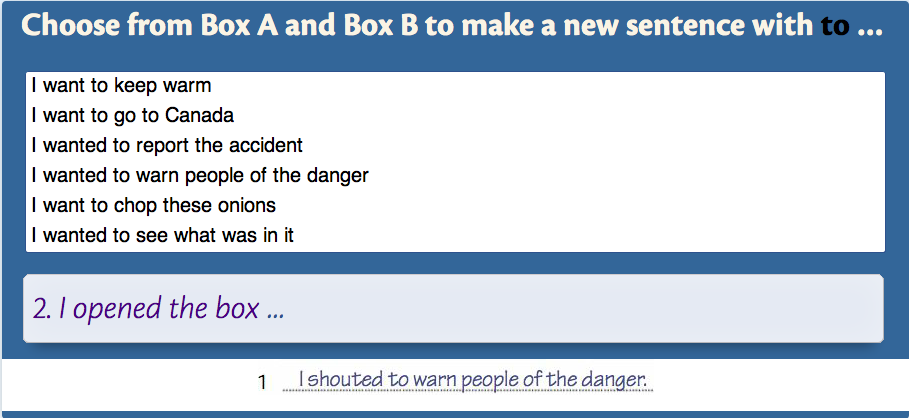 Choose from Box A and Box B to make a new sentence with to ...
I want to keep warm
I want to go to Canada
I wanted to report the accident
I wanted to warn people of the danger
I want to chop these onions
I wanted to see what was in it
2. I opened the box ...
1 I shouted to warn people of the danger.